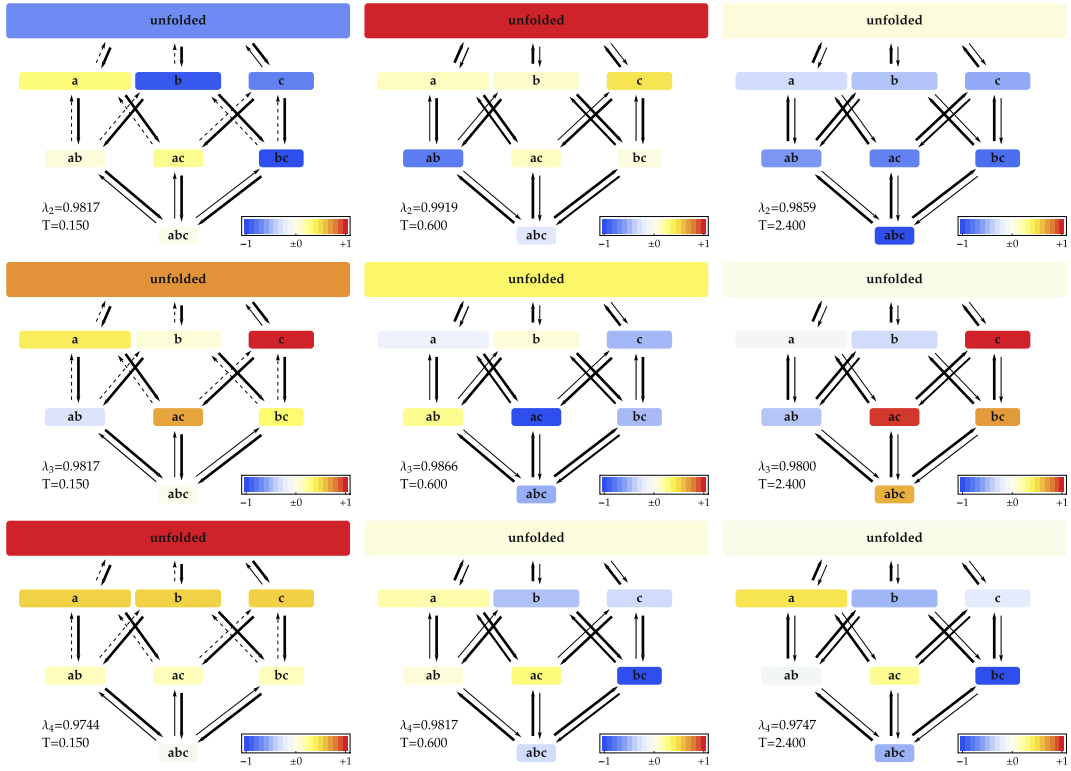 unfolded
a b c
ab ac bc
λ2=0.9817
T=0.150
abc
−1 ±0 +1
unfolded
a b c
ab ac bc
λ2=0.9919
T=0.600
abc
−1 ±0 +1
unfolded
a b c
ab ac bc
λ2=0.9859
T=2.400
abc
−1 ±0 +1
unfolded
a b c
ab ac bc
λ3=0.9817
T=0.150
abc
−1 ±0 +1
unfolded
a b c
ab ac bc
λ3=0.9866
T=0.600
abc
−1 ±0 +1
unfolded
a b c
ab ac bc
λ3=0.9800
T=2.400
abc
−1 ±0 +1
unfolded
a b c
ab ac bc
λ4=0.9744
T=0.150
abc
−1 ±0 +1
unfolded
a b c
ab ac bc
λ4=0.9817
T=0.600
abc
−1 ±0 +1
unfolded
a b c
ab ac bc
λ4=0.9747
T=2.400
abc
−1 ±0 +1